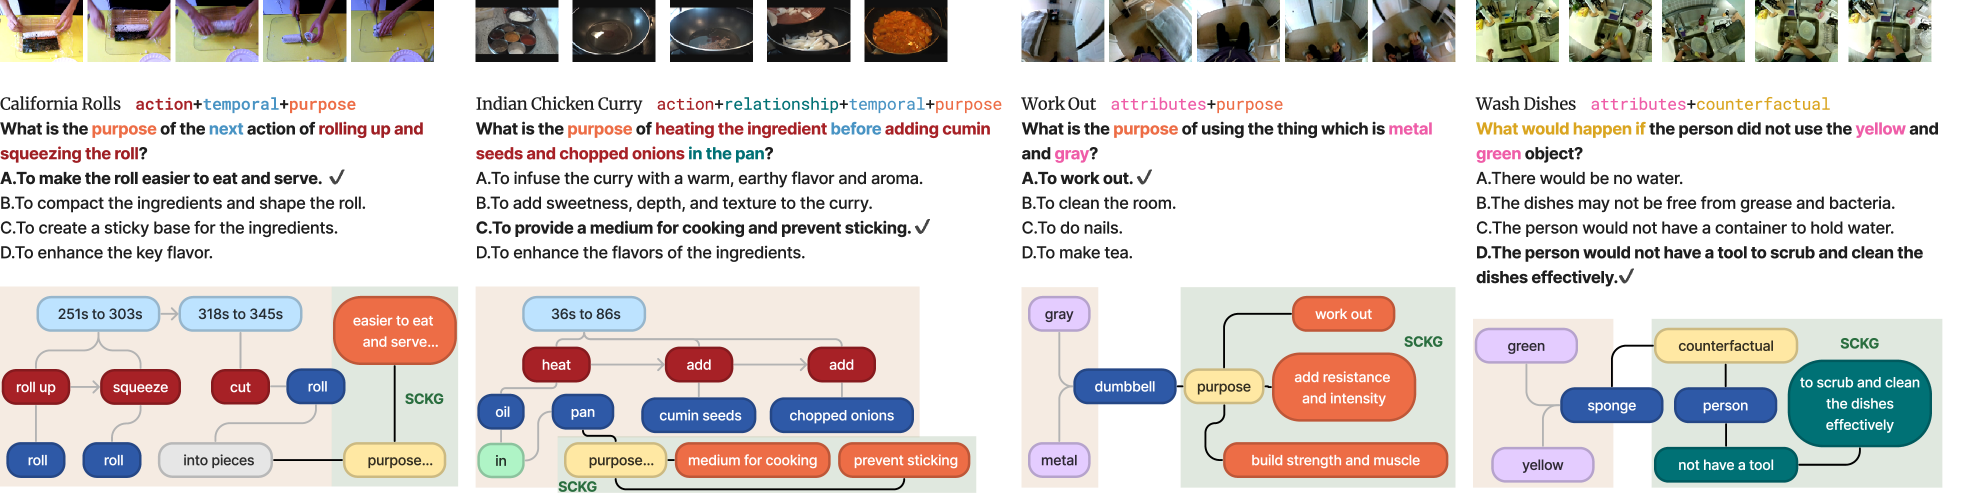 California Rolls action+temporal+purpose
What is the purpose of the next action of rolling up and
squeezing the roll?
A.To make the roll easier to eat and serve. ✓
B.To compact the ingredients and shape the roll.
C.To create a sticky base for the ingredients.
D.To enhance the key flavor.
251s to 303s
318s to 345s
easier to eat
and serve...
roll up
squeeze
cut
roll
SCKG
roll
roll
into pieces
purpose...
Indian Chicken Curry action+relationship+temporal+purpose
What is the purpose of heating the ingredient before adding cumin
seeds and chopped onions in the pan?
A.To infuse the curry with a warm, earthy flavor and aroma.
B.To add sweetness, depth, and texture to the curry.
C.To provide a medium for cooking and prevent sticking. ✓
D.To enhance the flavors of the ingredients.
36s to 86s
heat
add
add
oil
pan
cumin seeds
chopped onions
in
purpose...
medium for cooking
prevent sticking
SCKG
Work Out attributes+purpose
What is the purpose of using the thing which is metal
and gray?
A.To work out. ✓
B.To clean the room.
C.To do nails.
D.To make tea.
gray
work out
SCKG
dumbbell
purpose
add resistance
and intensity
metal
build strength and muscle
Wash Dishes attributes+counterfactual
What would happen if the person did not use the yellow and
green object?
A.There would be no water.
B.The dishes may not be free from grease and bacteria.
C.The person would not have a container to hold water.
D.The person would not have a tool to scrub and clean the
dishes effectively. ✓
green
counterfactual
SCKG
sponge
person
to scrub and clean
the dishes
effectively
yellow
not have a tool